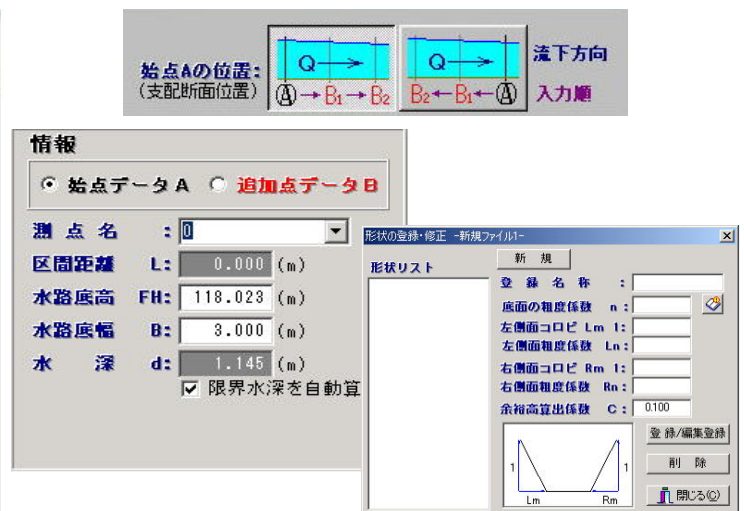 始点Aの位置：
（支配断面位置）
Q
A→B1→B2
Q
B2←B1←A
流下方向
入力順
情報
始点データA 追加点データB
測点名 ： 0
区間距離 L： 0.000 (m)
水路底高 FH： 118.023 (m)
水路底幅 B： 3.000 (m)
水深 d： 1.145 (m)
限界水深を自動算
形状の登録・修正 -新規ファイル1-
形状リスト
新規
登録名称 ：
底面の粗度係数 n：
左側面コロビ Lm 1：
左側面粗度係数 Ln：
右側面コロビ Rm 1：
右側面粗度係数 Rn：
余裕高算出係数 C： 0.100
登録/編集登録
削除
閉じる(C)
1 1
Lm Rm